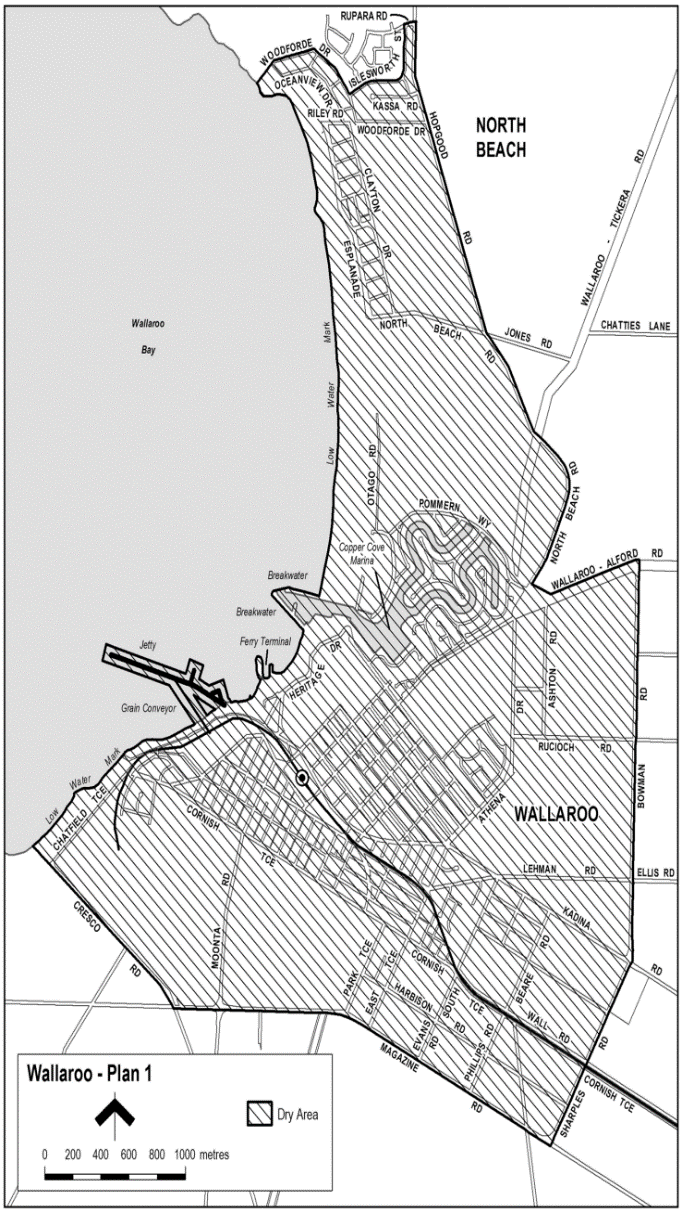 RUPARA RD
WOODFORDE DR
ISLESWORTH ST
OCEANVIEW DR
KASSA RD
RILEY RD
WOODFORDE DR
HOPGOOD RD
NORTH
BEACH
CLAYTON DR
ESPLANADE
WALLAROO - TICKERA RD
Wallaroo
Bay
NORTH BEACH RD
JONES RD
CHATTIES LANE
Low Water Mark
OTAGO RD
POMMERN WY
NORTH BEACH RD
Copper Cove
Marina
WALLAROO - ALFORD RD
Breakwater
Breakwater
Ferry Terminal
Jetty
HERITAGE DR
ASHTON RD
DR
Grain Conveyor
RUCIOCH RD
BOWMAN RD
Low Water Mark
CHATFIELD TCE
CORNISH TCE
ATHENA
WALLAROO
LEHMAN RD
ELLIS RD
KADINA RD
CRESCO RD
MOONTA RD
PARK TCE
EAST TCE
CORNISH TCE
HARBISON RD
SOUTH
BEARE RD
EVANS RD
PHILLIPS RD
WALL RD
MAGAZINE RD
SHARPLES RD
CORNISH TCE
Wallaroo - Plan 1
Dry Area
0 200 400 600 800 1000 metres